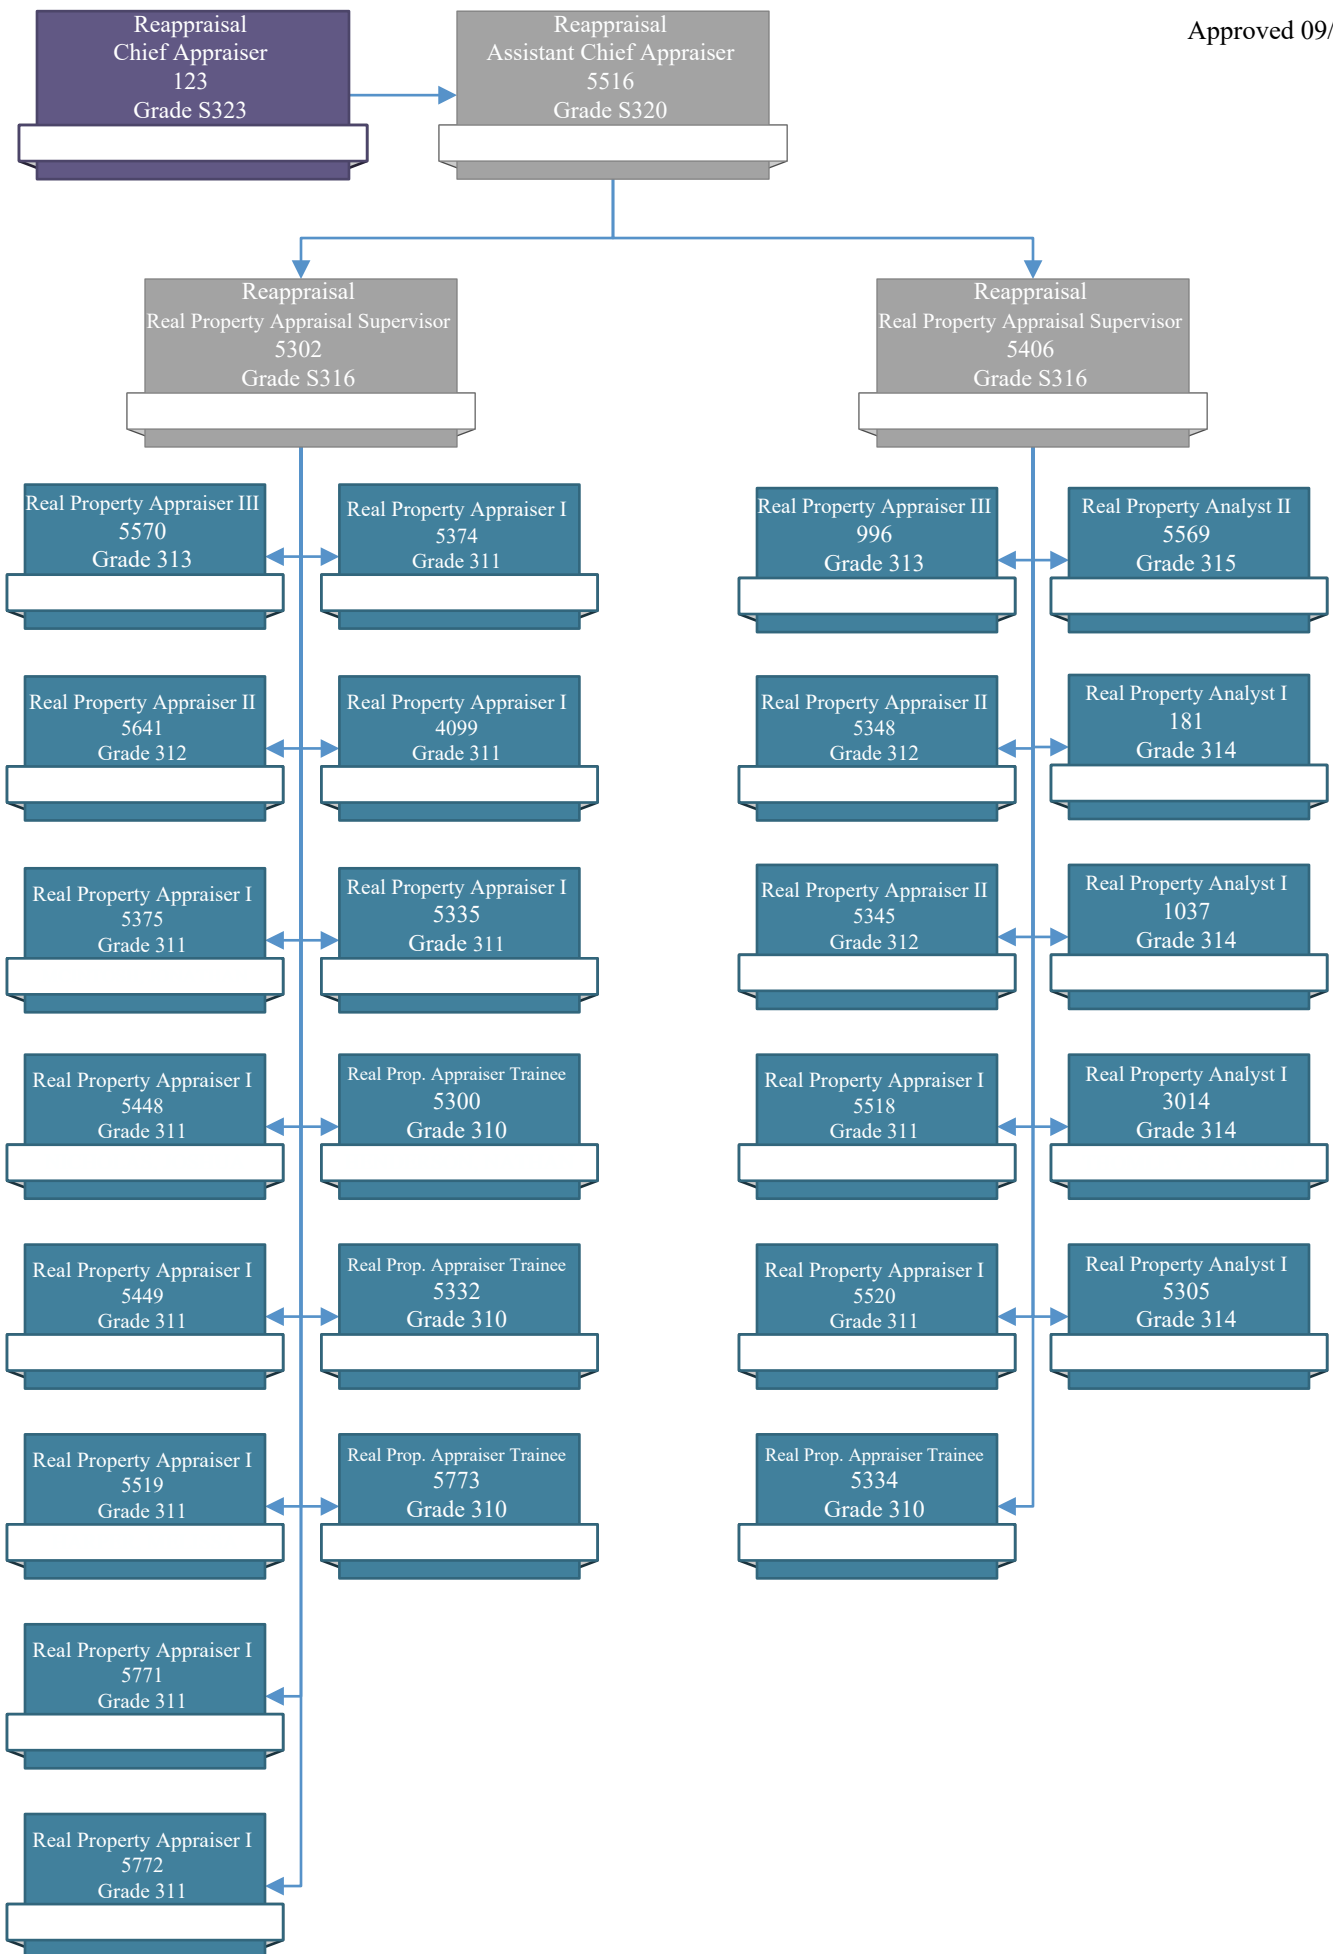 Reappraisal
Chief Appraiser
123
Grade S323
Reappraisal
Assistant Chief Appraiser
5516
Grade S320
Approved 09/
Reappraisal
Real Property Appraisal Supervisor
5302
Grade S316
Reappraisal
Real Property Appraisal Supervisor
5406
Grade S316
Real Property Appraiser III
5570
Grade 313
Real Property Appraiser I
5374
Grade 311
Real Property Appraiser III
996
Grade 313
Real Property Analyst II
5569
Grade 315
Real Property Appraiser II
5641
Grade 312
Real Property Appraiser I
4099
Grade 311
Real Property Appraiser II
5348
Grade 312
Real Property Analyst I
181
Grade 314
Real Property Appraiser I
5375
Grade 311
Real Property Appraiser I
5335
Grade 311
Real Property Appraiser II
5345
Grade 312
Real Property Analyst I
1037
Grade 314
Real Property Appraiser I
5448
Grade 311
Real Prop. Appraiser Trainee
5300
Grade 310
Real Property Appraiser I
5518
Grade 311
Real Property Analyst I
3014
Grade 314
Real Property Appraiser I
5449
Grade 311
Real Prop. Appraiser Trainee
5332
Grade 310
Real Property Appraiser I
5520
Grade 311
Real Property Analyst I
5305
Grade 314
Real Property Appraiser I
5519
Grade 311
Real Prop. Appraiser Trainee
5773
Grade 310
Real Prop. Appraiser Trainee
5334
Grade 310
Real Property Appraiser I
5771
Grade 311
Real Property Appraiser I
5772
Grade 311